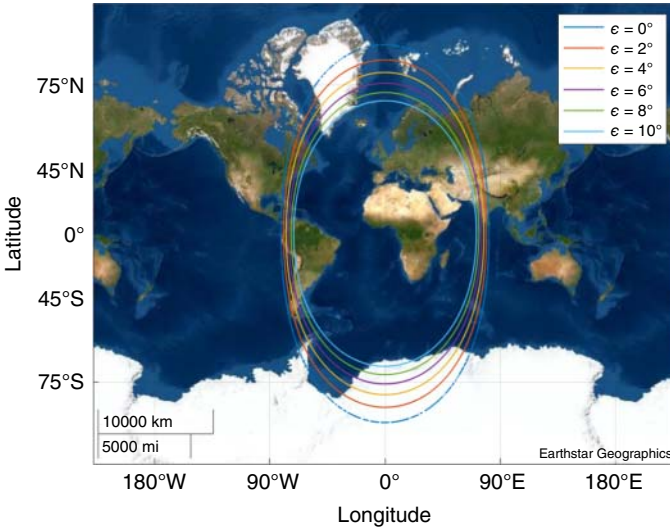 ϵ = 0°
ϵ = 2°
ϵ = 4°
ϵ = 6°
ϵ = 8°
ϵ = 10°
75°N
45°N
0°
45°S
75°S
Latitude
10000 km
5000 mi
Earthstar Geographics
180°W 90°W 0° 90°E 180°E
Longitude